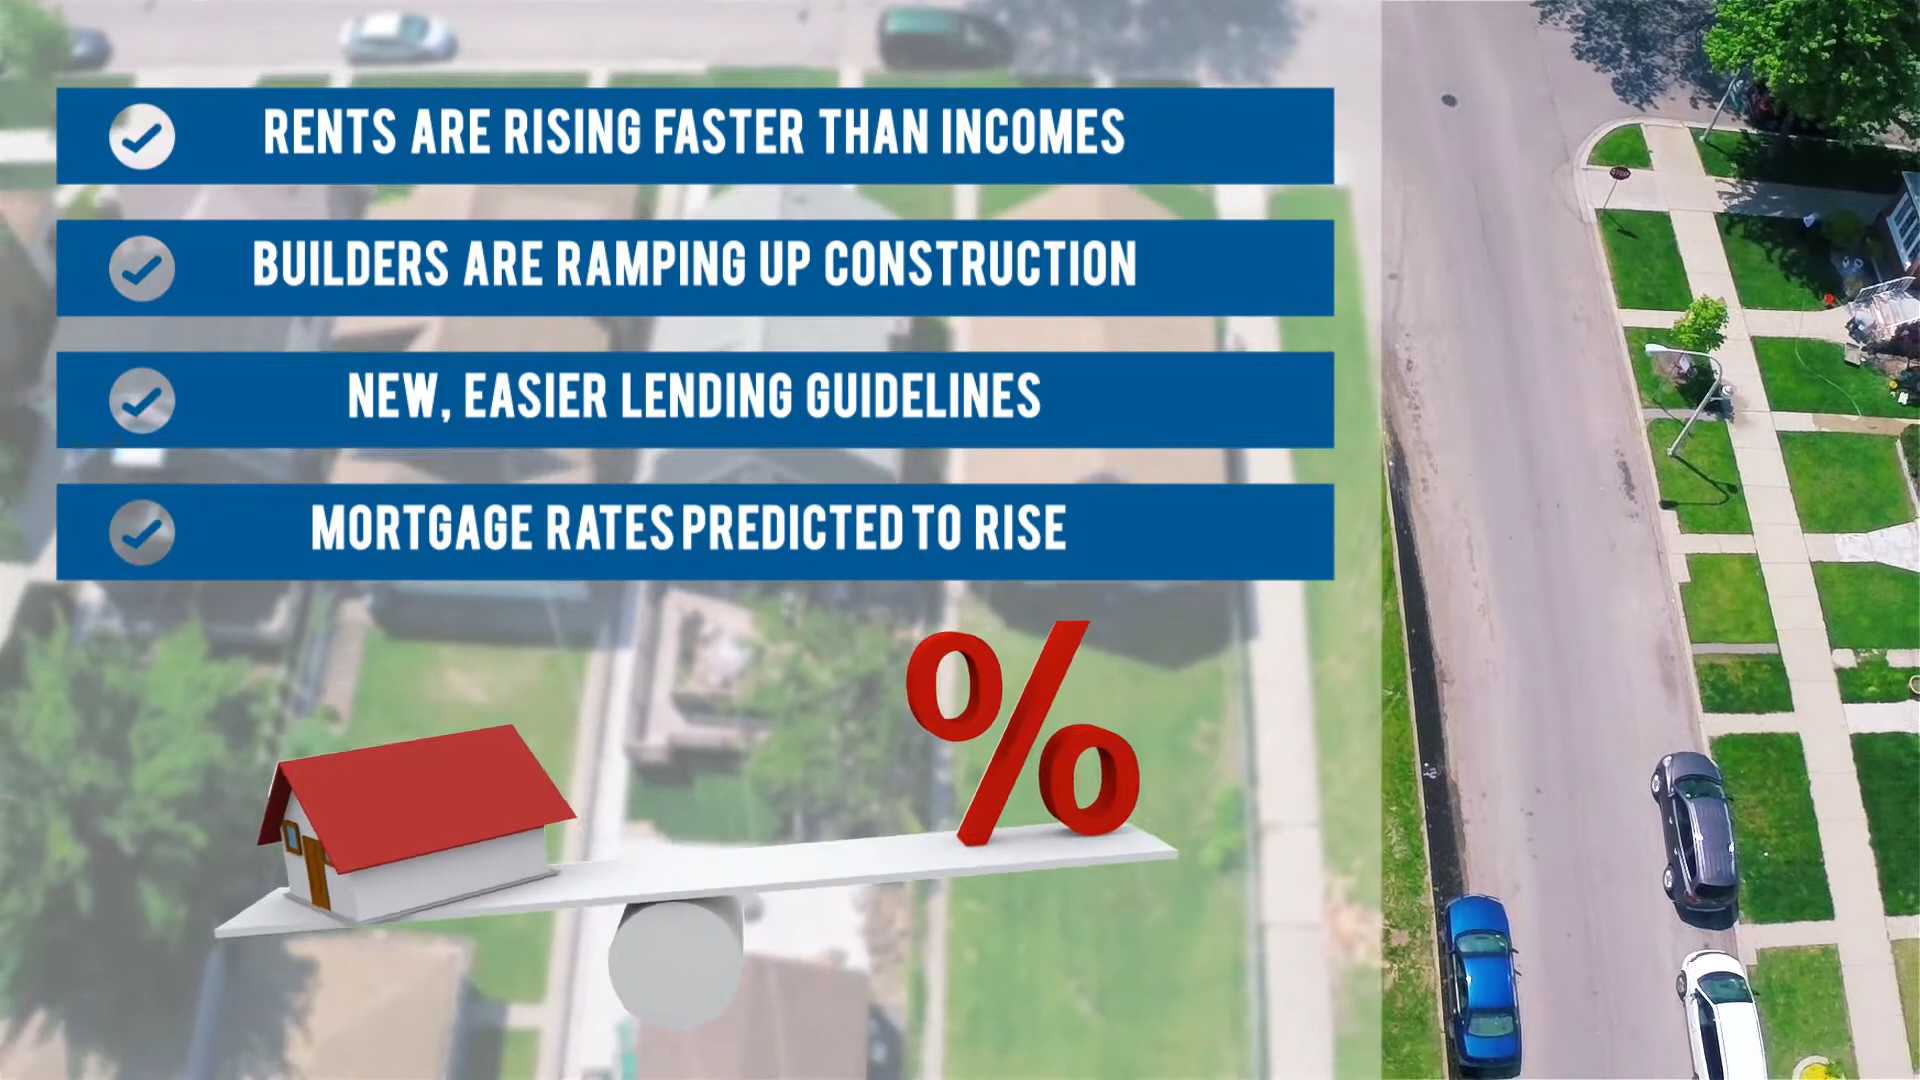 RENTS ARE RISING FASTER THAN INCOMES
BUILDERS ARE RAMPING UP CONSTRUCTION
NEW, EASIER LENDING GUIDELINES
MORTGAGE RATES PREDICTED TO RISE
%
STOP